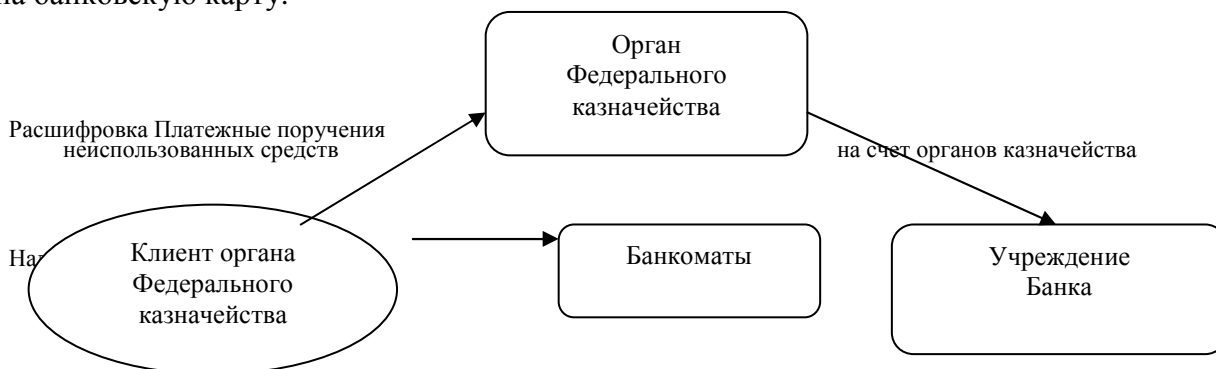 на банковскую карту.
Орган
Федерального
казначейства
Расшифровка Платежные поручения
неиспользованных средств
на счет органов казначейства
Клиент органа
Федерального
казначейства
Банкоматы
Учреждение
Банка